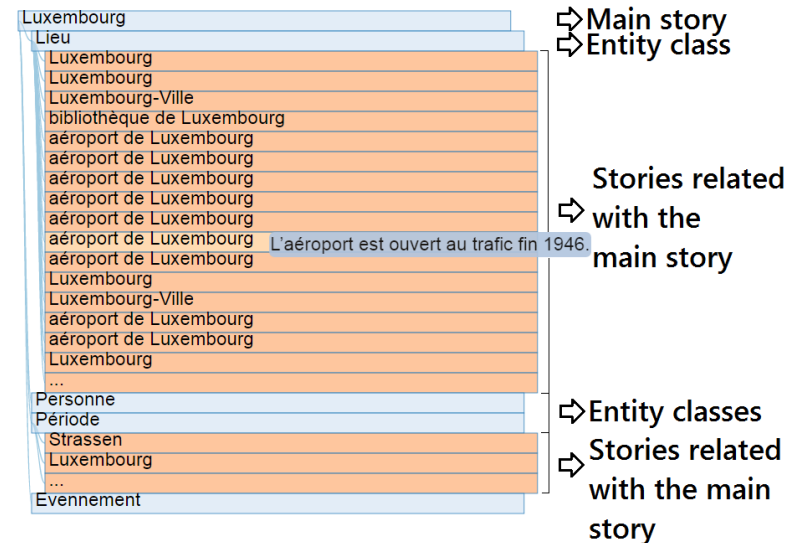 Luxembourg
Main story
Lieu
Entity class
Luxembourg
Luxembourg
Luxembourg-Ville
bibliothèque de Luxembourg
aéroport de Luxembourg
aéroport de Luxembourg
aéroport de Luxembourg
aéroport de Luxembourg
aéroport de Luxembourg
aéroport de Luxembourg
L'aéroport est ouvert au trafic fin 1946.
aéroport de Luxembourg
Luxembourg
Luxembourg-Ville
aéroport de Luxembourg
aéroport de Luxembourg
Luxembourg
...
Stories related
with the
main story
Personne
Période
Entity classes
Strassen
Luxembourg
...
Stories related
with the main
story
Evennement